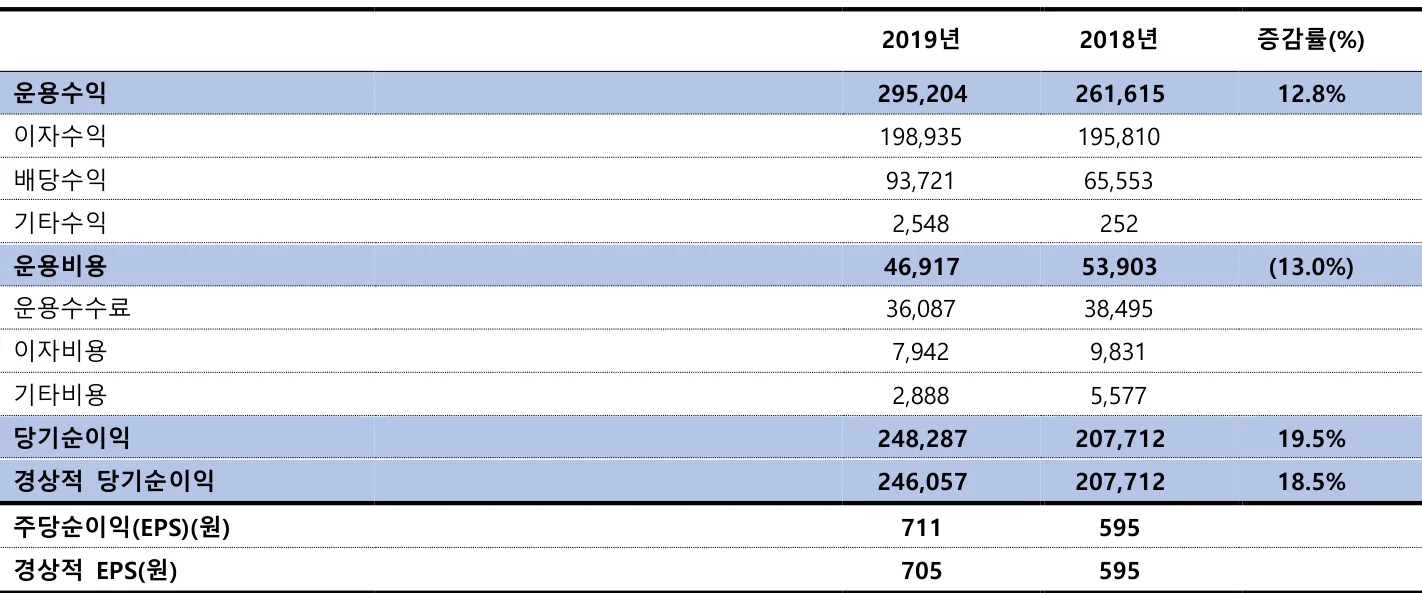 2019년 2018년 증감률(%)
운용수익 295,204 261,615 12.8%
이자수익 198,935 195,810
배당수익 93,721 65,553
기타수익 2,548 252
운용비용 46,917 53,903 (13.0%)
운용수수료 36,087 38,495
이자비용 7,942 9,831
기타비용 2,888 5,577
당기순이익 248,287 207,712 19.5%
경상적 당기순이익 246,057 207,712 18.5%
주당순이익(EPS)(원) 711 595
경상적 EPS(원) 705 595